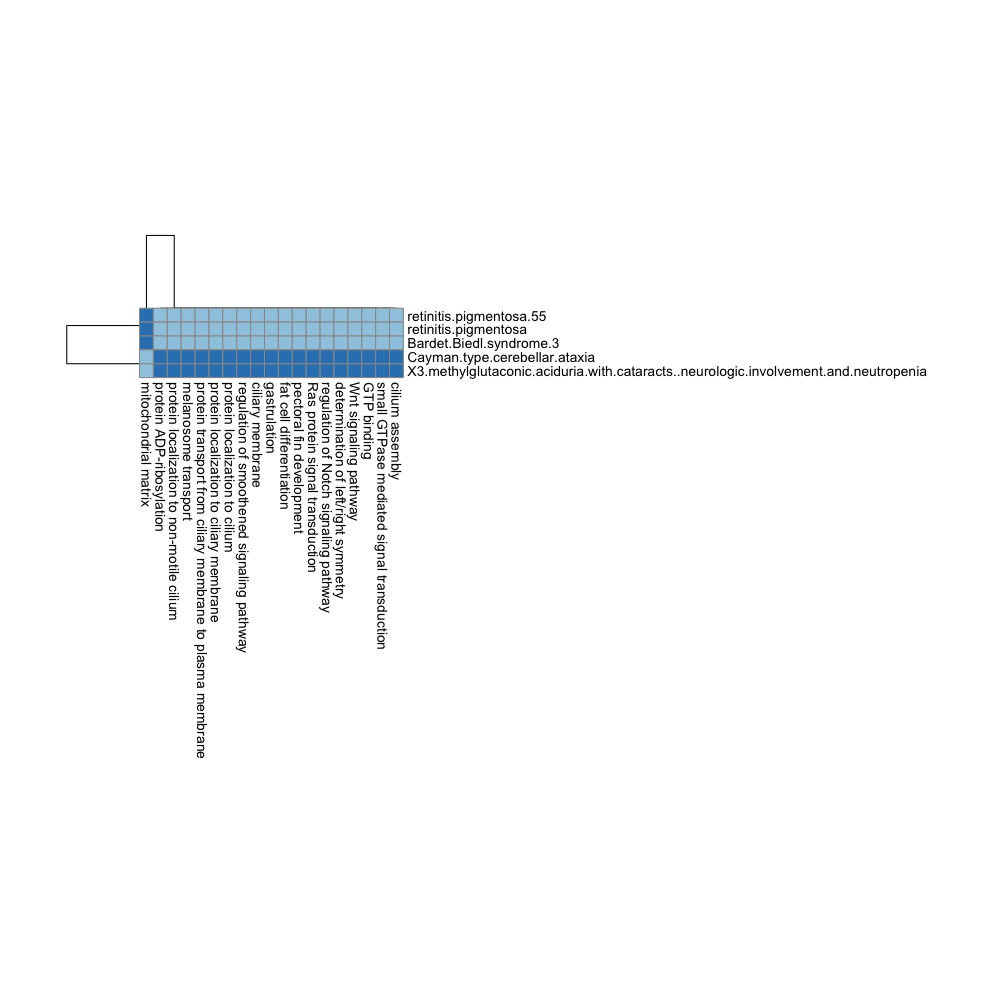 retinitis.pigmentosa.55
retinitis.pigmentosa
Bardet.Biedl.syndrome.3
Cayman.type.cerebellar.ataxia
X3.methylglutaconic.aciduria.with.cataracts..neurologic.involvement.and.neutropenia
mitochondrial matrix
protein ADP-ribosylation
protein localization to non-motile cilium
melanosome transport
protein transport from ciliary membrane to plasma membrane
protein localization to ciliary membrane
protein localization to cilium
regulation of smoothened signaling pathway
ciliary membrane
gastrulation
fat cell differentiation
pectoral fin development
Ras protein signal transduction
regulation of Notch signaling pathway
determination of left/right symmetry
Wnt signaling pathway
GTP binding
small GTPase mediated signal transduction
cilium assembly